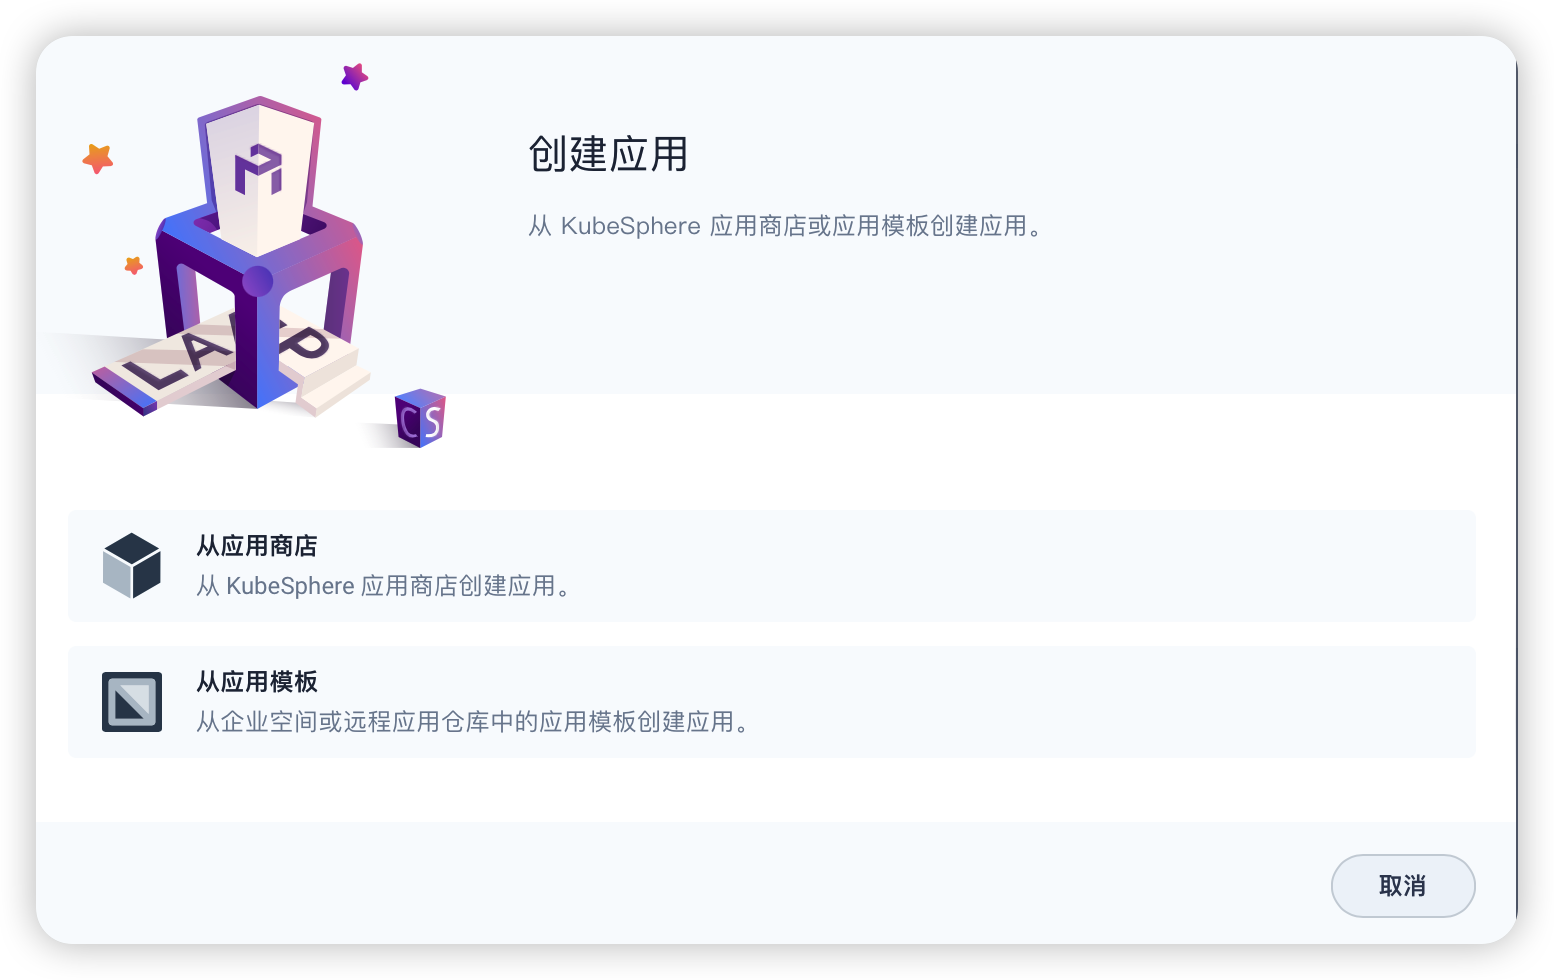 创建应用
从 KubeSphere 应用商店或应用模板创建应用。
LA P
CS
从应用商店
从 KubeSphere 应用商店创建应用。
从应用模板
从企业空间或远程应用仓库中的应用模板创建应用。
取消